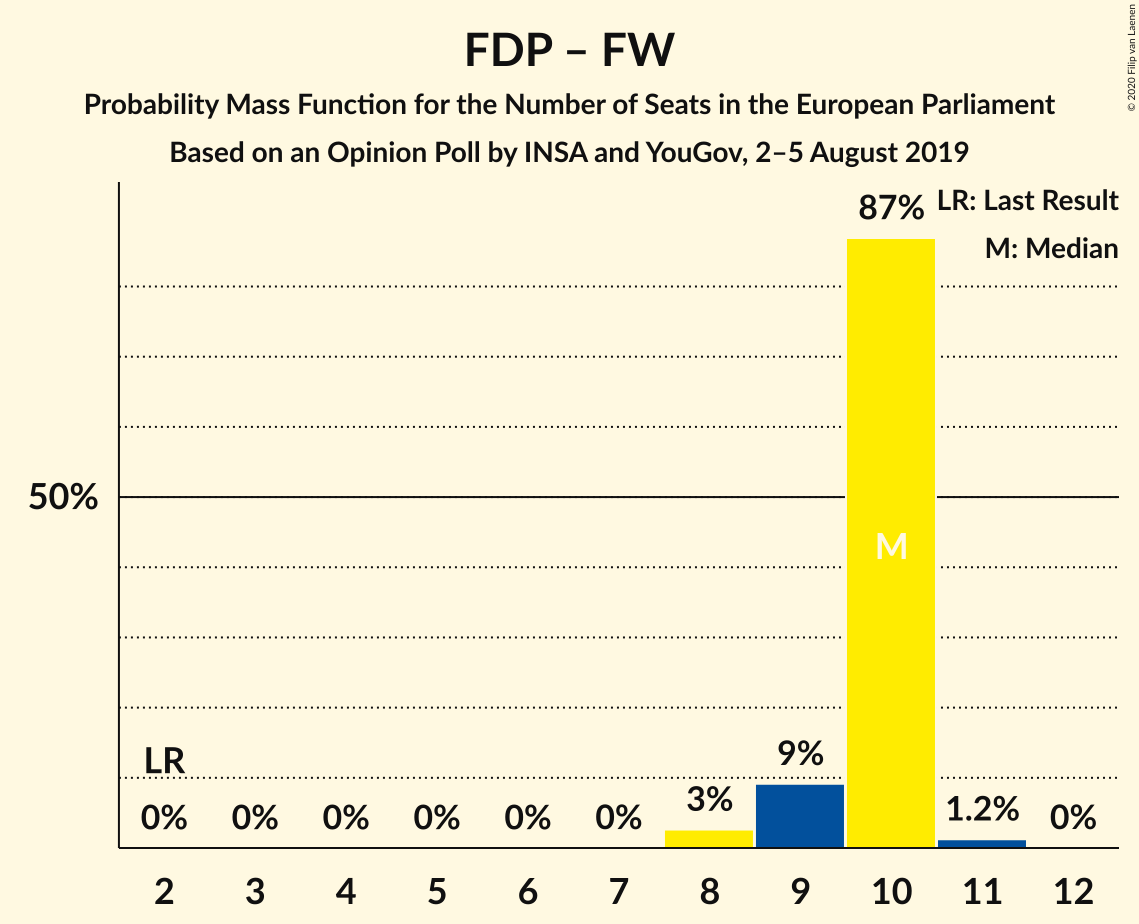 FDP – FW
Probability Mass Function for the Number of Seats in the European Parliament
Based on an Opinion Poll by INSA and YouGov, 2–5 August 2019
© 2020 Filip van Laenen
LR: Last Result
M: Median
87%
50%
M
LR
0%
0%
0%
0%
0%
0%
3%
9%
1.2%
0%
2 3 4 5 6 7 8 9 10 11 12